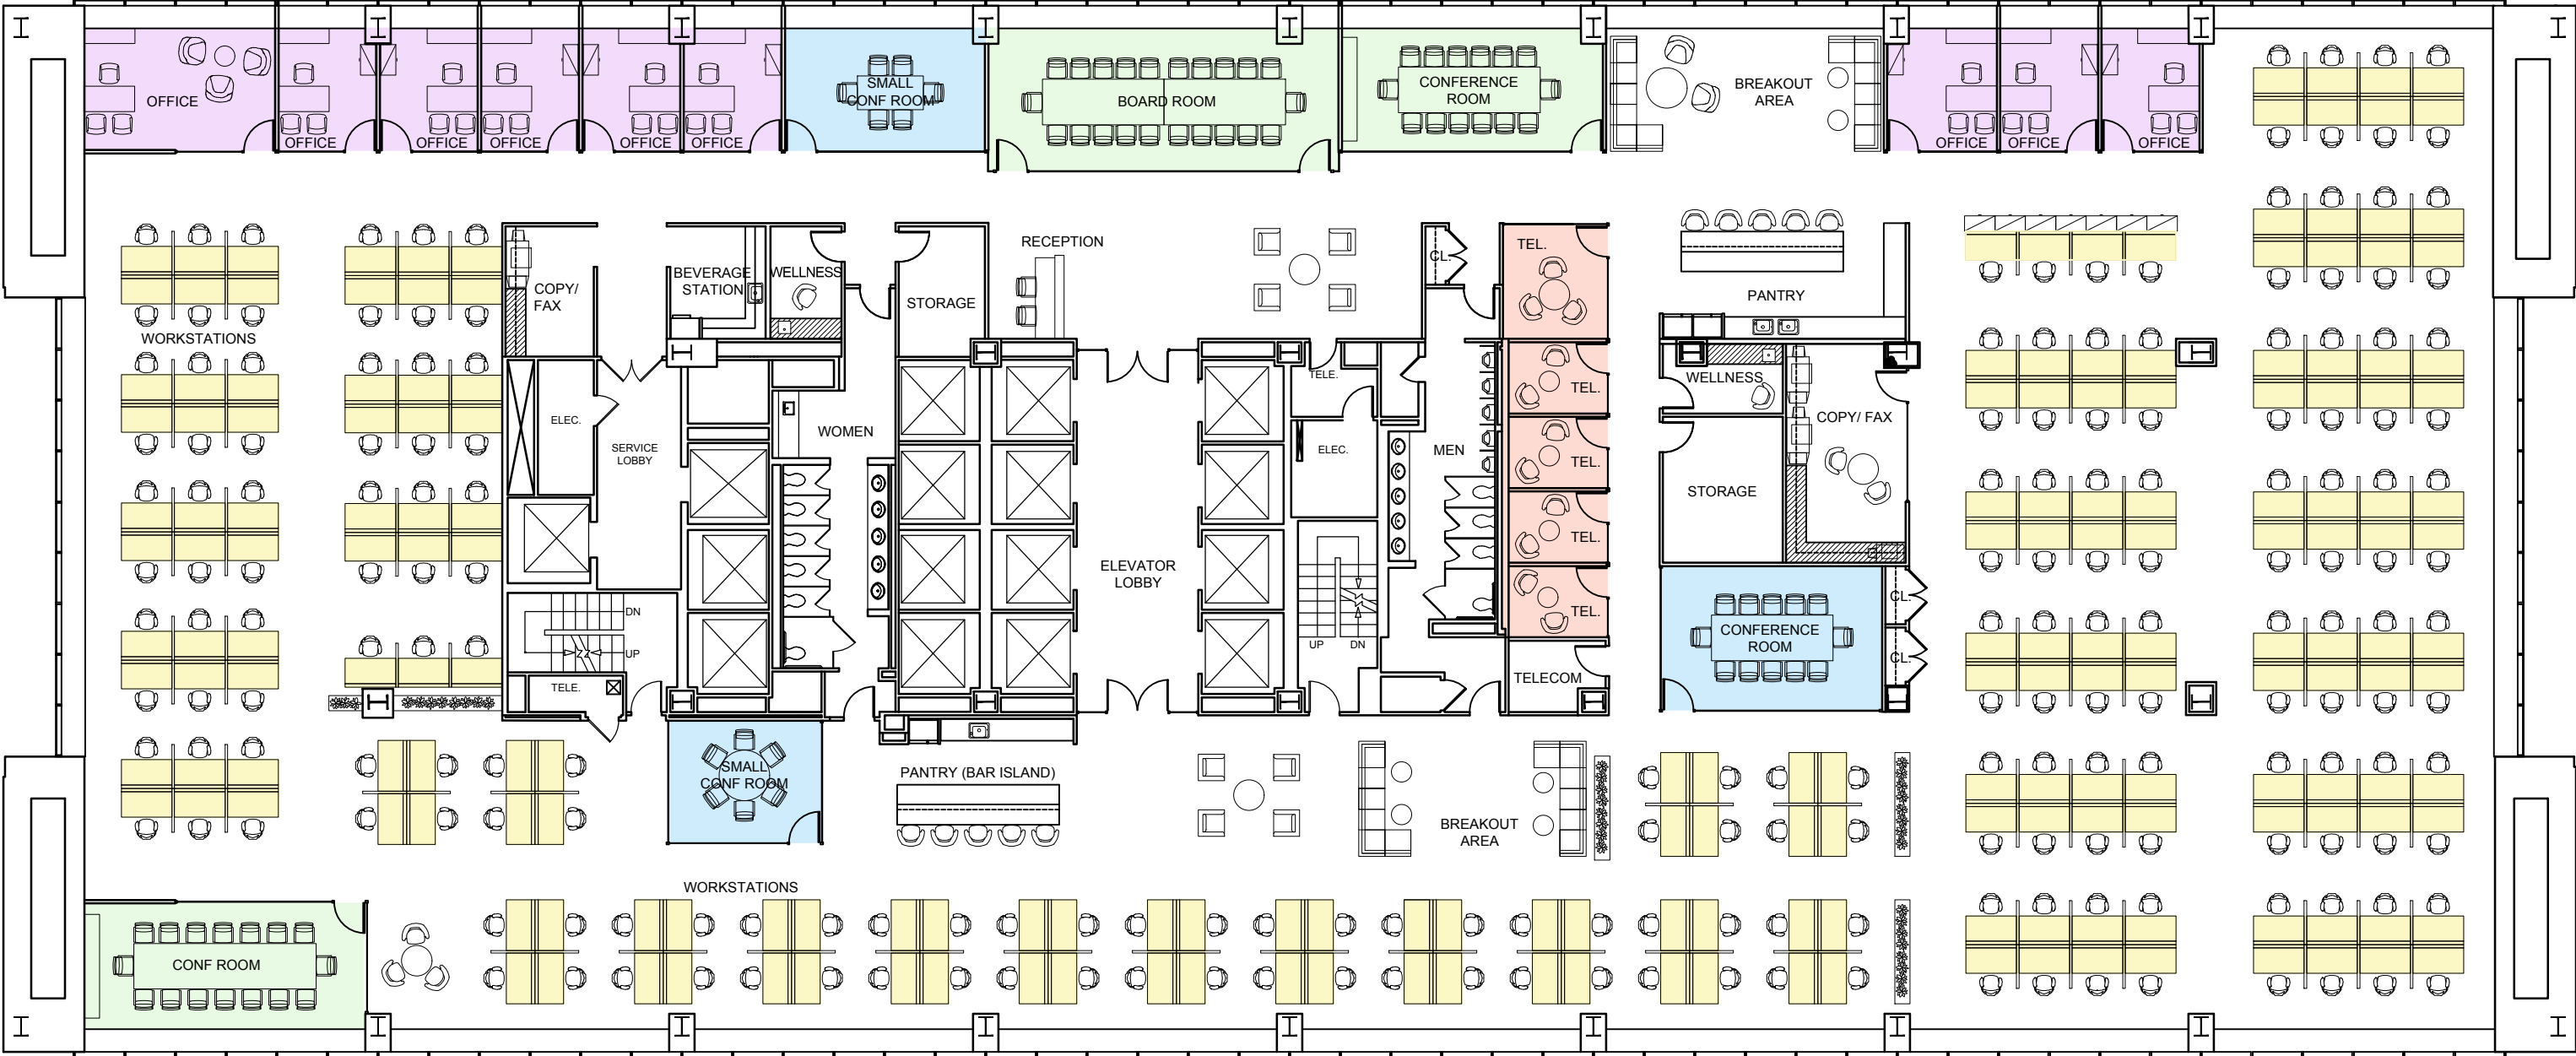 OFFICE
OFFICE
OFFICE
OFFICE
OFFICE
OFFICE
SMALL
CONF ROOM
BOARD ROOM
CONFERENCE
ROOM
BREAKOUT
AREA
OFFICE
OFFICE
OFFICE
WORKSTATIONS
COPY/
FAX
BEVERAGE
STATION
WELLNESS
STORAGE
RECEPTION
CL.
TEL.
PANTRY
ELEC.
SERVICE
LOBBY
WOMEN
TELE.
ELEC.
MEN
TEL.
TEL.
TEL.
TEL.
WELLNESS
COPY/ FAX
STORAGE
ELEVATOR
LOBBY
DN
UP
TELE.
UP
DN
TELECOM
CONFERENCE
ROOM
CL.
CL.
SMALL
CONF ROOM
PANTRY (BAR ISLAND)
BREAKOUT
AREA
WORKSTATIONS
CONF ROOM